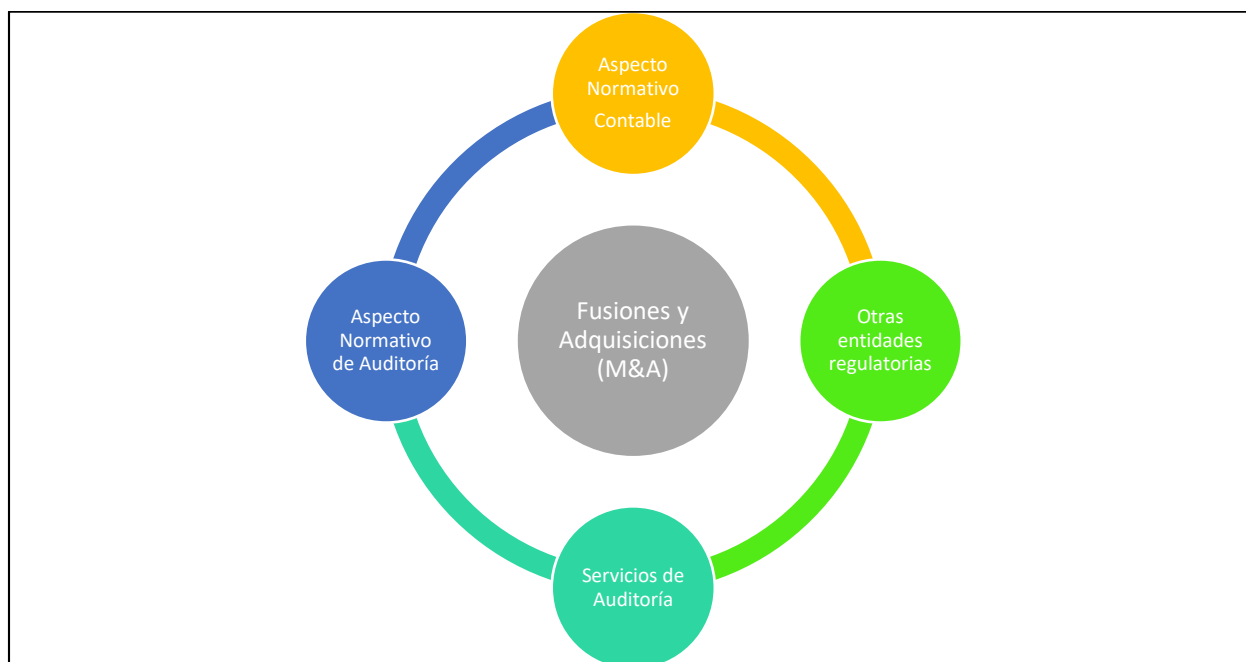 Aspecto
Normativo
Contable
Aspecto
Normativo
de Auditoría
Fusiones y
Adquisiciones
(M&A)
Otras
entidades
regulatorias
Servicios de
Auditoría